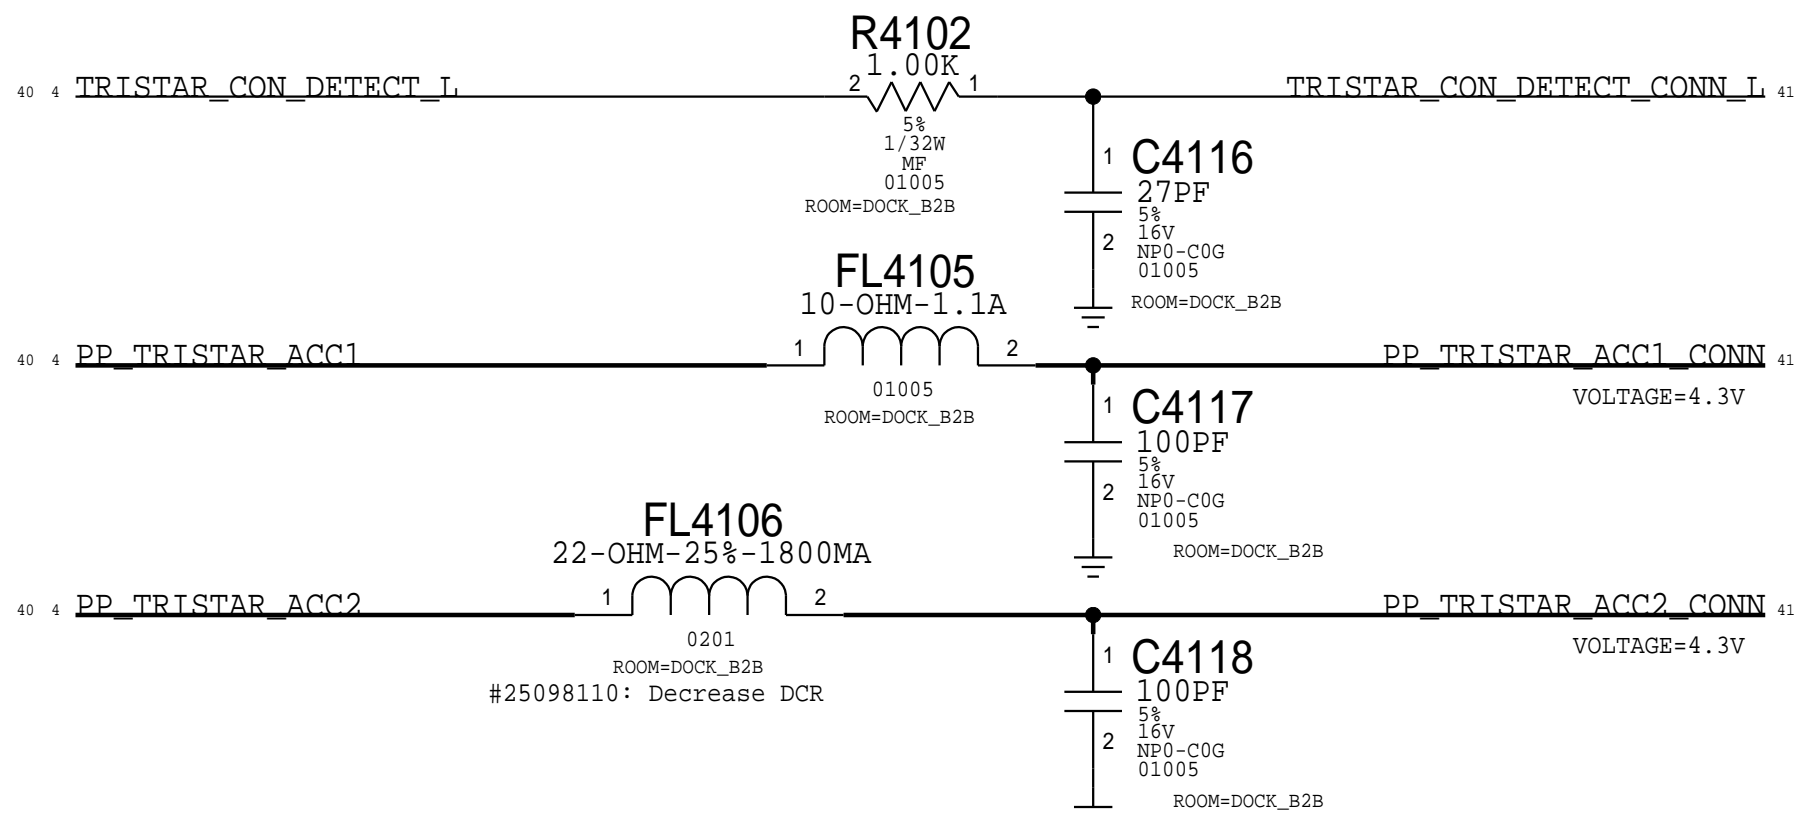 R4102
1.00K
40 4 TRISTAR_CON_DETECT_L 2 1 TRISTAR_CON_DETECT_CONN_L 41
5%
1/32W
MF
01005
ROOM=DOCK_B2B
1 C4116
27PF
5%
16V
2 NP0-C0G
01005
ROOM=DOCK_B2B
FL4105
10-OHM-1.1A
40 4 PP_TRISTAR_ACC1 1 2 PP_TRISTAR_ACC1_CONN 41
01005
ROOM=DOCK_B2B
VOLTAGE=4.3V
1 C4117
100PF
5%
16V
2 NP0-C0G
01005
ROOM=DOCK_B2B
FL4106
22-OHM-25%-1800MA
40 4 PP_TRISTAR_ACC2 1 2 PP_TRISTAR_ACC2_CONN 41
0201
ROOM=DOCK_B2B
#25098110: Decrease DCR
VOLTAGE=4.3V
1 C4118
100PF
5%
16V
2 NP0-C0G
01005
ROOM=DOCK_B2B